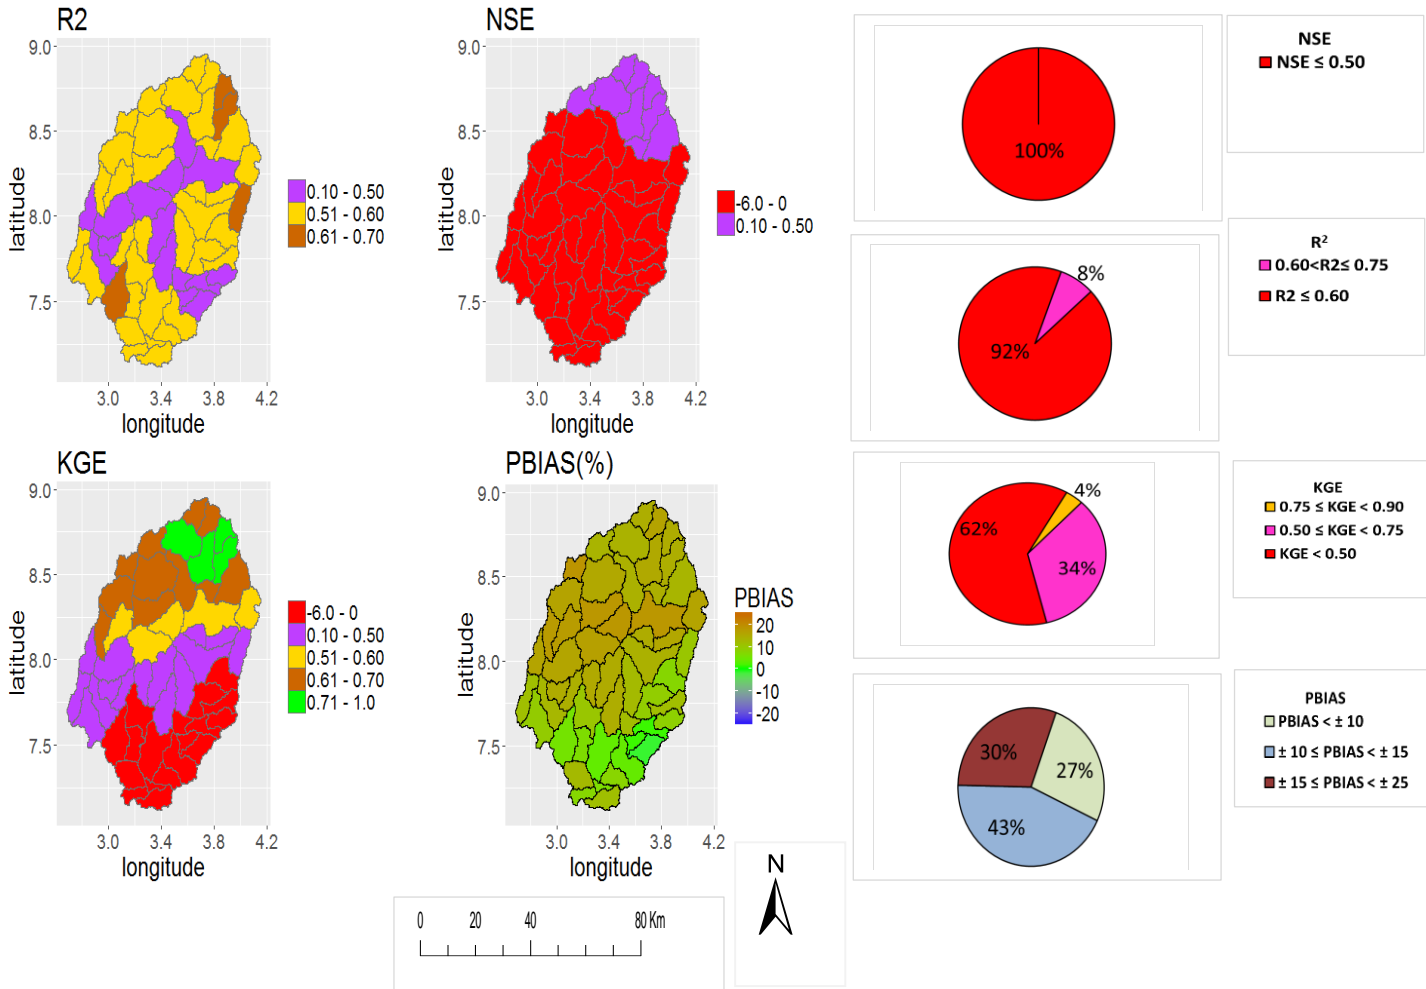 R2
9.0
8.5
8.0
7.5
latitude
3.0 3.4 3.8 4.2
longitude
0.10 - 0.50
0.51 - 0.60
0.61 - 0.70
NSE
9.0
8.5
8.0
7.5
latitude
3.0 3.4 3.8 4.2
longitude
-6.0 - 0
0.10 - 0.50
100%
NSE
NSE ≤ 0.50
8%
92%
R²
0.60<R2≤ 0.75
R2 ≤ 0.60
KGE
9.0
8.5
8.0
7.5
latitude
3.0 3.4 3.8 4.2
longitude
-6.0 - 0
0.10 - 0.50
0.51 - 0.60
0.61 - 0.70
0.71 - 1.0
PBIAS(%)
9.0
8.5
8.0
7.5
latitude
3.0 3.4 3.8 4.2
longitude
PBIAS
20
10
0
-10
-20
4%
62%
34%
KGE
0.75 ≤ KGE < 0.90
0.50 ≤ KGE < 0.75
KGE < 0.50
30%
27%
43%
PBIAS
PBIAS < ± 10
± 10 ≤ PBIAS < ± 15
± 15 ≤ PBIAS < ± 25
N
0 20 40 80 Km